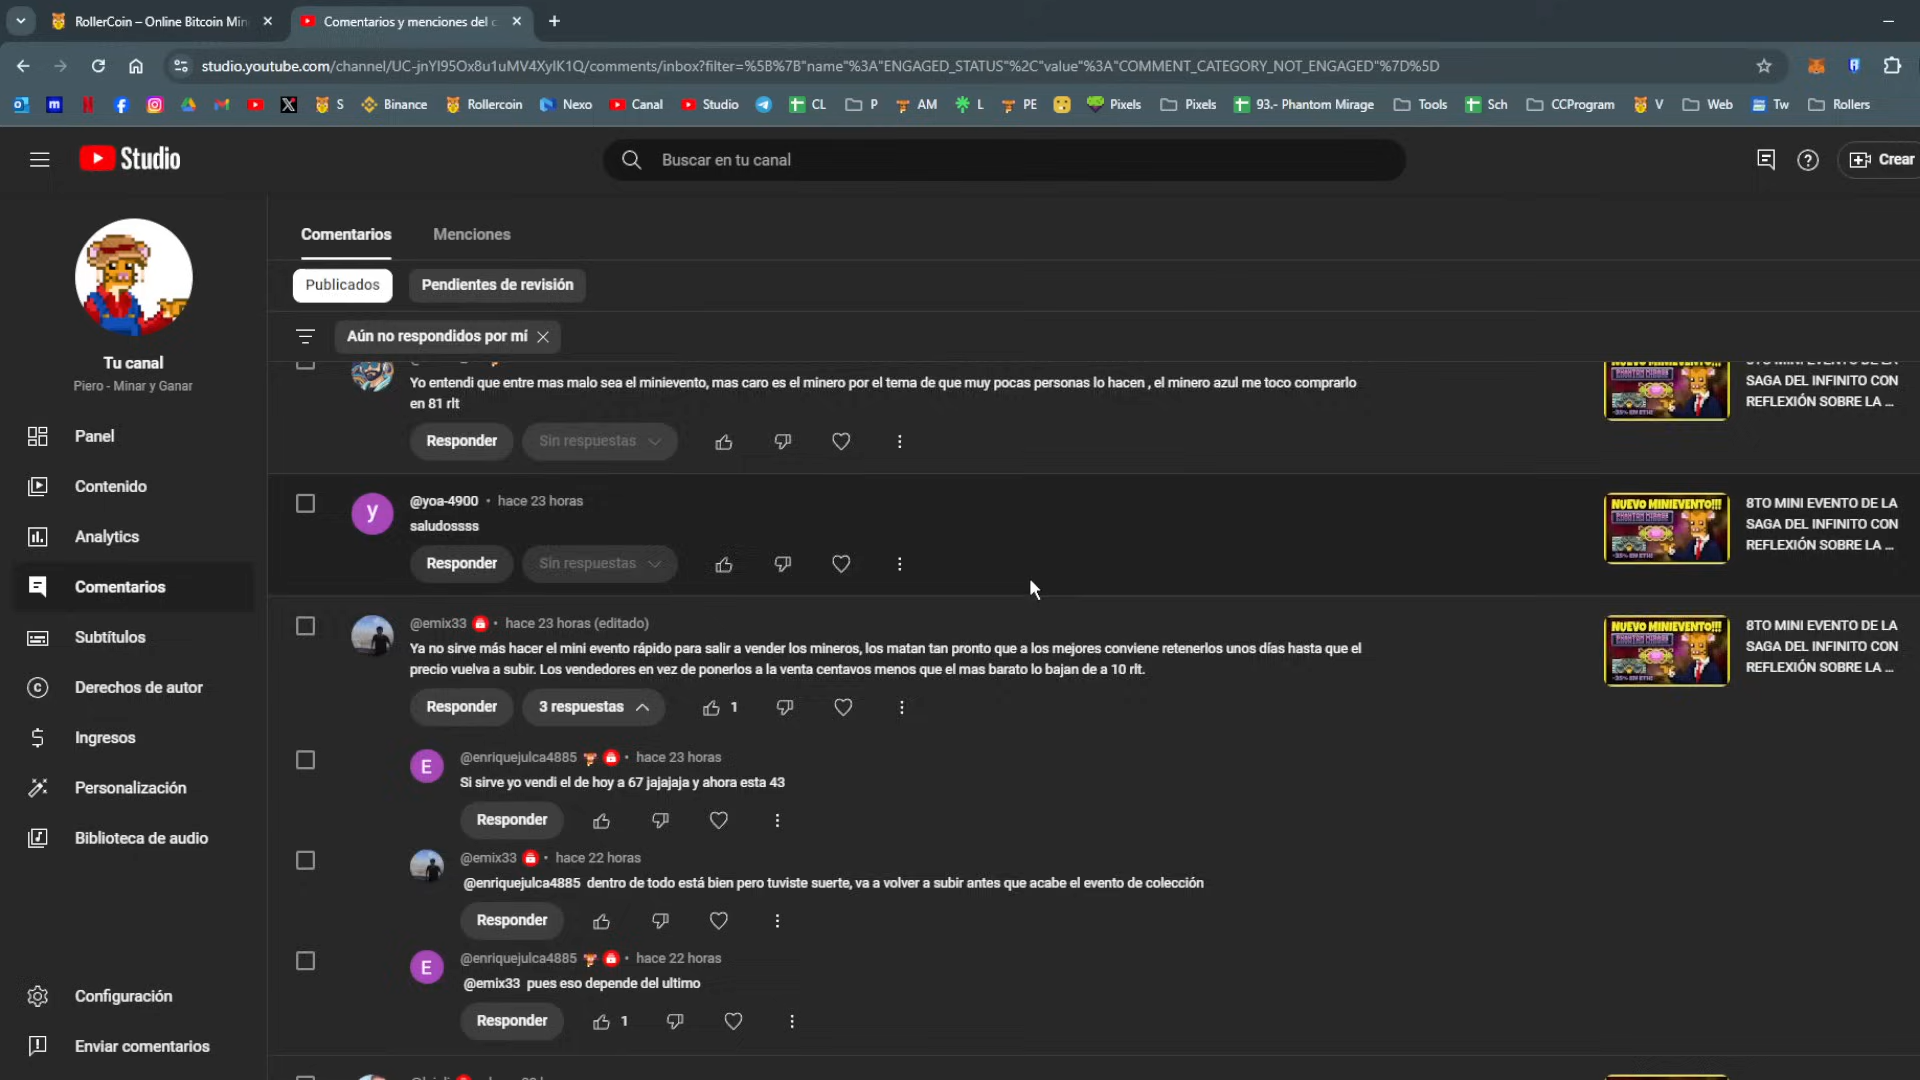 RollerCoin – Online Bitcoin Min
Comentarios y menciones del c
studio.youtube.com/channel/UC-jnYI95Ox8u1uMV4XyIK1Q/comments/inbox?filter=%5B%7B"name"%3A"ENGAGED_STATUS"%2C"value"%3A"COMMENT_CATEGORY_NOT_ENGAGED"%7D%5D
S Binance Rollercoin Nexo Canal Studio CL P AM L PE Pixels Pixels 93.- Phantom Mirage Tools Sch CCProgram V Web Tw Rollers
Studio
Buscar en tu canal
Crear
Tu canal
Piero - Minar y Ganar
Panel
Contenido
Analytics
Comentarios
Subtítulos
Derechos de autor
Ingresos
Personalización
Biblioteca de audio
Configuración
Enviar comentarios
Comentarios Menciones
Publicados Pendientes de revisión
Aún no respondidos por mí
Yo entendi que entre mas malo sea el minievento, mas caro es el minero por el tema de que muy pocas personas lo hacen , el minero azul me toco comprarlo
en 81 rlt
Responder Sin respuestas
8TO MINI EVENTO DE LA
SAGA DEL INFINITO CON
REFLEXIÓN SOBRE LA ...
@yoa-4900 • hace 23 horas
saludossss
Responder Sin respuestas
NUEVO MINIEVENTO!!!
PHANTOM MIRAGE
8TO MINI EVENTO DE LA
SAGA DEL INFINITO CON
REFLEXIÓN SOBRE LA ...
@emix33 • hace 23 horas (editado)
Ya no sirve más hacer el mini evento rápido para salir a vender los mineros, los matan tan pronto que a los mejores conviene retenerlos unos días hasta que el
precio vuelva a subir. Los vendedores en vez de ponerlos a la venta centavos menos que el mas barato lo bajan de a 10 rlt.
Responder 3 respuestas 1
NUEVO MINIEVENTO!!!
PHANTOM MIRAGE
8TO MINI EVENTO DE LA
SAGA DEL INFINITO CON
REFLEXIÓN SOBRE LA ...
E
@enriquejulca4885 • hace 23 horas
Si sirve yo vendi el de hoy a 67 jajajaja y ahora esta 43
Responder
@emix33 • hace 22 horas
@enriquejulca4885 dentro de todo está bien pero tuviste suerte, va a volver a subir antes que acabe el evento de colección
Responder
E
@enriquejulca4885 • hace 22 horas
@emix33 pues eso depende del ultimo
Responder 1